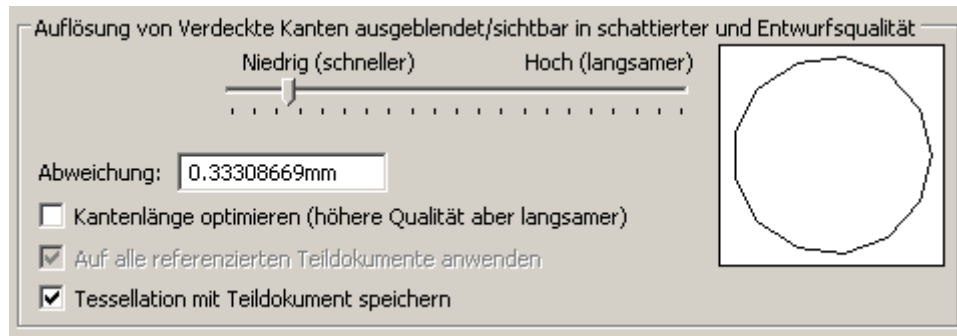 Auflösung von Verdeckte Kanten ausgeblendet/sichtbar in schattierter und Entwurfsqualität
Niedrig (schneller) Hoch (langsamer)
Abweichung: 0.33308669mm
Kantenlänge optimieren (höhere Qualität aber langsamer)
Auf alle referenzierten Teildokumente anwenden
Tessellation mit Teildokument speichern